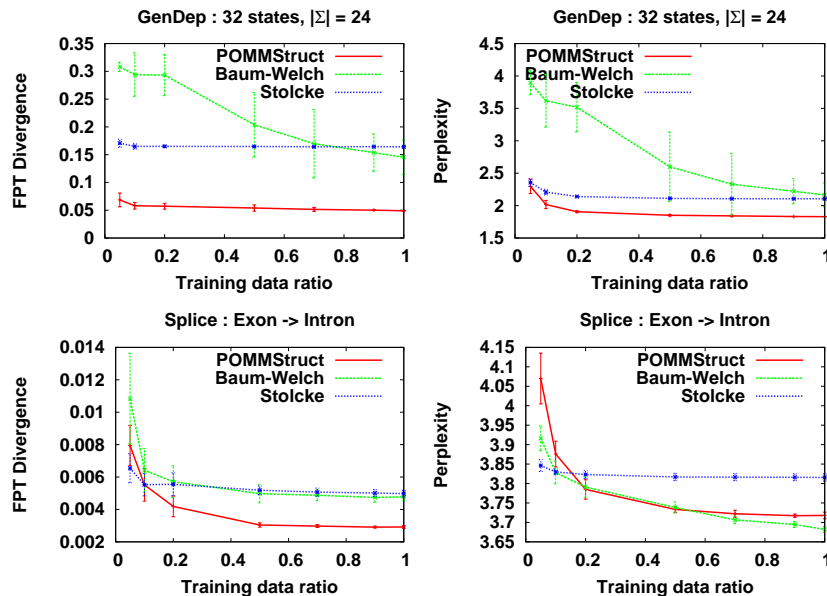 GenDep : 32 states, |Σ| = 24
FPT Divergence
0.35
0.3
0.25
0.2
0.15
0.1
0.05
0
POMMStruct
Baum-Welch
Stolcke
0 0.2 0.4 0.6 0.8 1
Training data ratio
GenDep : 32 states, |Σ| = 24
Perplexity
4.5
4
3.5
3
2.5
2
1.5
POMMStruct
Baum-Welch
Stolcke
0 0.2 0.4 0.6 0.8 1
Training data ratio
Splice : Exon -> Intron
FPT Divergence
0.014
0.012
0.01
0.008
0.006
0.004
0.002
POMMStruct
Baum-Welch
Stolcke
0 0.2 0.4 0.6 0.8 1
Training data ratio
Splice : Exon -> Intron
Perplexity
4.15
4.1
4.05
4
3.95
3.9
3.85
3.8
3.75
3.7
3.65
POMMStruct
Baum-Welch
Stolcke
0 0.2 0.4 0.6 0.8 1
Training data ratio